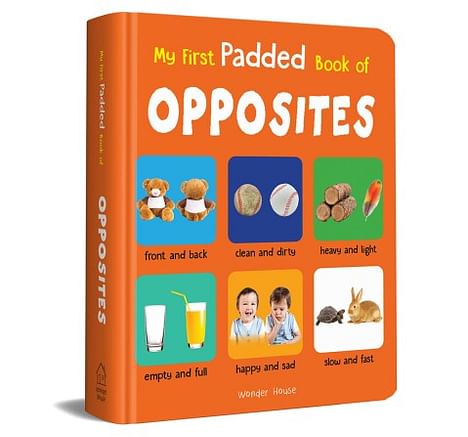 My First Padded Book of
OPPOSITES
front and back
clean and dirty
heavy and light
empty and full
happy and sad
slow and fast
Wonder House
My First Padded Book of
OPPOSITES